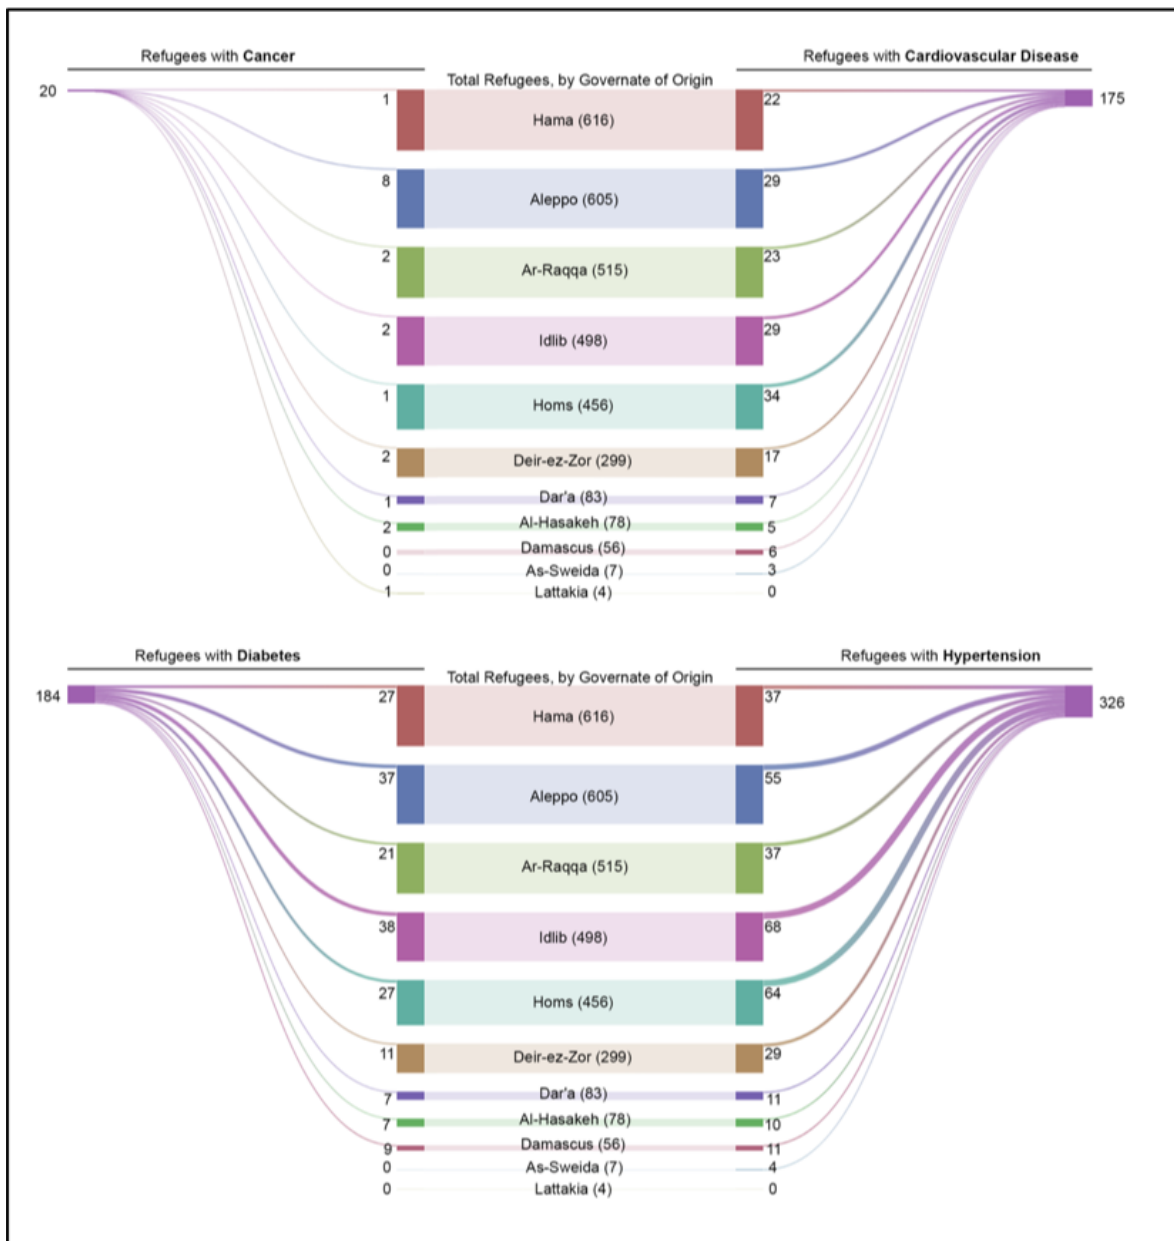 Refugees with Cancer
Refugees with Cardiovascular Disease
Total Refugees, by Governate of Origin
20
175
1 Hama (616) 22
8 Aleppo (605) 29
2 Ar-Raqqa (515) 23
2 Idlib (498) 29
1 Homs (456) 34
2 Deir-ez-Zor (299) 17
1 Dar'a (83) 7
2 Al-Hasakeh (78) 5
0 Damascus (56) 6
0 As-Sweida (7) 3
1 Lattakia (4) 0
Refugees with Diabetes
Refugees with Hypertension
Total Refugees, by Governate of Origin
184
326
27 Hama (616) 37
37 Aleppo (605) 55
21 Ar-Raqqa (515) 37
38 Idlib (498) 68
27 Homs (456) 64
11 Deir-ez-Zor (299) 29
7 Dar'a (83) 11
7 Al-Hasakeh (78) 10
9 Damascus (56) 11
0 As-Sweida (7) 4
0 Lattakia (4) 0